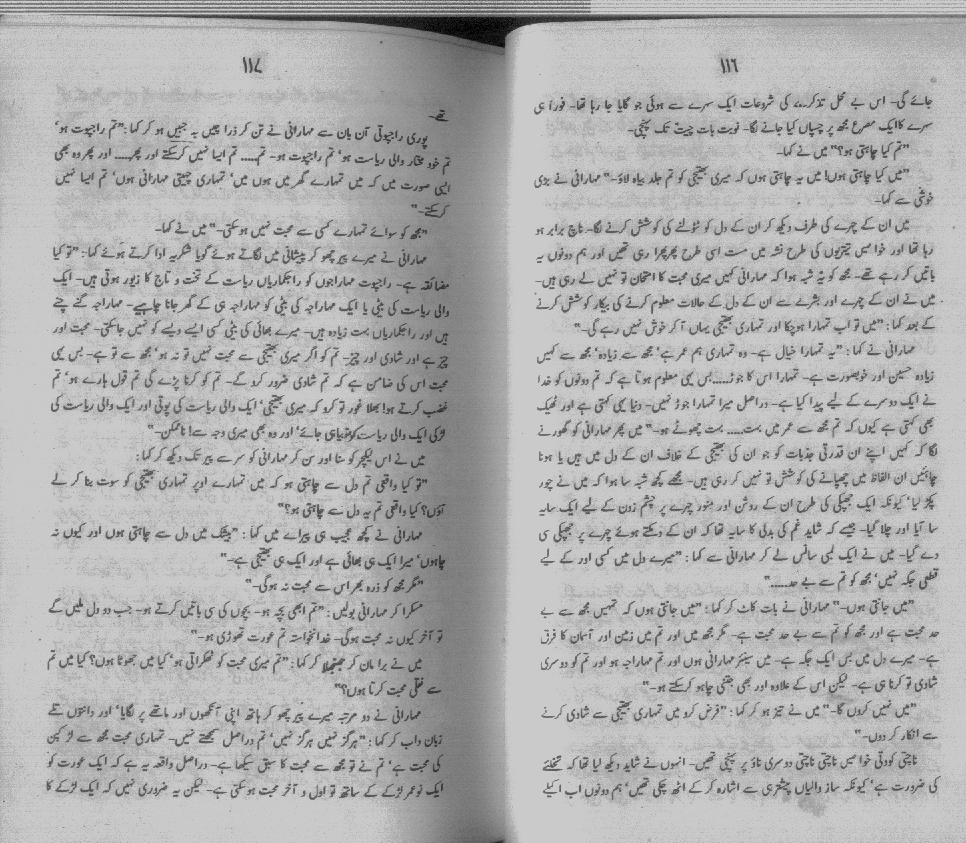 ١١٦
جائے گی۔ اس بے محل تذکرے کی شروعات ایک سرے سے ہوئی جو گایا جا رہا تھا۔ فوراً ہی
سرے کا ایک مصرع مجھ پر چسپاں کیا جانے لگا۔ نوبت بات چیت تک پہنچی۔
"تم کیا چاہتی ہو؟" میں نے کہا۔
"میں کیا چاہتی ہوں! میں یہ چاہتی ہوں کہ میری بھتیجی کو تم جلد بیاہ لاؤ۔" مہارانی نے بڑی
خوشی سے کہا۔
میں ان کے چہرے کی طرف دیکھ کر ان کے دل کو ٹٹولنے کی کوشش کرنے لگا۔ ناچ برابر ہو
رہا تھا اور خواصیں تیتریوں کی طرح نشہ میں مست اسی طرح پھرپھرا رہی تھیں اور ہم دونوں یہ
باتیں کر رہے تھے۔ مجھ کو یہ شبہ ہوا کہ مہارانی کہیں میری محبت کا امتحان تو نہیں لے رہی ہیں۔
میں نے ان کے چہرے اور بشرے سے ان کے دل کے حالات معلوم کرنے کی بیکار کوشش کرنے
کے بعد کہا : "میں تو اب تمہارا ہو چکا اور تمہاری بھتیجی یہاں آ کر خوش نہیں رہے گی۔"
مہارانی نے کہا : "یہ تمہارا خیال ہے۔ وہ تمہاری ہم عمر ہے' مجھ سے زیادہ' مجھ سے کہیں
زیادہ حسین اور خوبصورت ہے۔ تمہارا اس کا جوڑ.....بس یہی معلوم ہوتا ہے کہ تم دونوں کو خدا
نے ایک دوسرے کے لیے پیدا کیا ہے۔ دراصل میرا تمہارا جوڑ نہیں۔ دنیا یہی کہتی ہے اور ٹھیک
بھی کہتی ہے کیوں کہ تم مجھ سے عمر میں بہت..... بہت چھوٹے ہو۔" میں پھر مہارانی کو گھورنے
لگا کہ کہیں اپنے ان قدرتی جذبات کو جو ان کی بھتیجی کے خلاف ان کے دل میں ہیں یا ہونا
چاہئیں ان الفاظ میں چھپانے کی کوشش تو نہیں کر رہی ہیں۔ مجھے کچھ شبہ سا ہوا کہ میں نے چور
پکڑ لیا' کیونکہ ایک جھپکی کی طرح ان کے روشن اور منور چہرے پر چشم زدن کے لیے ایک سایہ
سا آیا اور چلا گیا۔ جیسے کہ شاید غم کی بدلی کا سایہ تھا کہ ان کے دمکتے ہوئے چہرے پر جھپکی سی
دے گیا۔ میں نے ایک لمبی سانس لے کر مہارانی سے کہا : "میرے دل میں کسی اور کے لیے
قطعی جگہ نہیں' مجھ کو تم سے بے حد....."
"میں جانتی ہوں۔" مہارانی نے بات کاٹ کر کہا : "میں جانتی ہوں کہ تمہیں مجھ سے بے
حد محبت ہے اور مجھ کو تم سے بے حد محبت ہے۔ مگر مجھ میں اور تم میں زمین اور آسمان کا فرق
ہے۔ میرے دل میں بس ایک جگہ ہے۔ میں سینئر مہارانی ہوں اور تم مہاراجہ ہو اور تم کو دوسری
شادی تو کرنا ہی ہے۔ لیکن اس کے علاوہ اور بھی جتنی چاہو کر سکتے ہو۔"
"میں نہیں کروں گا۔" میں نے تیز ہو کر کہا : "فرض کرو میں تمہاری بھتیجی سے شادی کرنے
سے انکار کر دوں۔"
ناچتی کودتی خواصیں ناچتی ناچتی دوسری ناؤ پر پہنچی تھیں۔ انہوں نے شاید دیکھ لیا تھا کہ تخلئے
کی ضرورت ہے' کیونکہ ساز والیاں پیشتر ہی سے اشارہ کر کے اٹھ چکی تھیں' ہم دونوں اب اکیلے
١١٧
تھے۔
پوری راجپوتی آن بان سے مہارانی نے تن کر ذرا چیں بہ جبیں ہو کر کہا : "تم راجپوت ہو'
تم خود مختار والی ریاست ہو' تم راجپوت ہو۔ تم..... تم ایسا نہیں کر سکتے اور پھر..... اور پھر وہ بھی
ایسی صورت میں کہ میں تمہارے گھر میں ہوں میں' تمہاری چہیتی مہارانی ہوں' تم ایسا نہیں
کر سکتے۔"
"مجھ کو سوائے تمہارے کسی سے محبت نہیں ہو سکتی۔" میں نے کہا۔
مہارانی نے میرے پیر چھو کر پیشانی میں لگاتے ہوئے گویا شکریہ ادا کرتے ہوئے کہا : "تو کیا
مضائقہ ہے۔ راجپوت مہاراجوں کو راجکماریاں ریاست کے تخت و تاج کا زیور ہوتی ہیں۔ ایک
والی ریاست کی بیٹی یا ایک مہاراجہ کی بیٹی کو مہاراجہ ہی کے گھر جانا چاہیے۔ مہاراجہ گنے چنے
ہیں اور راجکماریاں بہت زیادہ ہیں۔ میرے بھائی کی بیٹی کسی ایسے ویسے کو نہیں جا سکتی۔ محبت اور
چیز ہے اور شادی اور چیز۔ تم کو اگر میری بھتیجی سے محبت نہیں تو نہ ہو' مجھ سے تو ہے۔ بس یہی
محبت اس کی ضامن ہے کہ تم شادی ضرور کرو گے۔ تم کو کرنا پڑے گی تم قول ہارے ہو' تم
غضب کرتے ہو! بھلا غور تو کرو کہ میری بھتیجی' ایک والی ریاست کی پوتی اور ایک والی ریاست کی
لڑکی ایک والی ریاست کو نہ بیاہی جائے' اور وہ بھی میری وجہ سے! ناممکن۔"
میں نے اس لیکچر کو سنا اور سن کر مہارانی کو سر سے پیر تک دیکھ کر کہا :
"تو کیا واقعی تم دل سے چاہتی ہو کہ میں تمہارے اوپر تمہاری بھتیجی کو سوت بنا کر لے
آؤں؟ کیا واقعی تم یہ دل سے چاہتی ہو؟"
مہارانی نے کچھ عجیب ہی پیرائے میں کہا : "بیشک میں دل سے چاہتی ہوں اور کیوں نہ
چاہوں' میرا ایک ہی بھائی ہے اور ایک ہی بھتیجی ہے۔"
"مگر مجھ کو ذرہ بھر اس سے محبت نہ ہوگی۔"
مسکرا کر مہارانی بولیں : "تم ابھی بچہ ہو۔ بچوں کی سی باتیں کرتے ہو۔ جب دو دل ملیں گے
تو آخر کیوں نہ محبت ہوگی۔ خدانخواستہ تم عورت تھوڑی ہو۔"
میں نے برا مان کر جھنجھلا کر کہا : "تم میری محبت کو ٹھکراتی ہو' کیا میں جھوٹا ہوں؟ کیا میں تم
سے نقلی محبت کرتا ہوں؟"
مہارانی نے دو مرتبہ میرے پیر چھو کر ہاتھ اپنی آنکھوں اور ماتھے پر لگایا' اور دانتوں تلے
زبان داب کر کہا : "ہرگز نہیں ہرگز نہیں' تم دراصل سمجھتے نہیں۔ تمہاری محبت مجھ سے لڑکپن
کی محبت ہے' تم نے تو مجھ سے محبت کا سبق سیکھا ہے۔ دراصل واقعہ یہ ہے کہ ایک عورت کو
ایک نوعمر لڑکے کے ساتھ تو اول و آخر محبت ہو سکتی ہے۔ لیکن یہ ضروری نہیں کہ ایک لڑکے کا